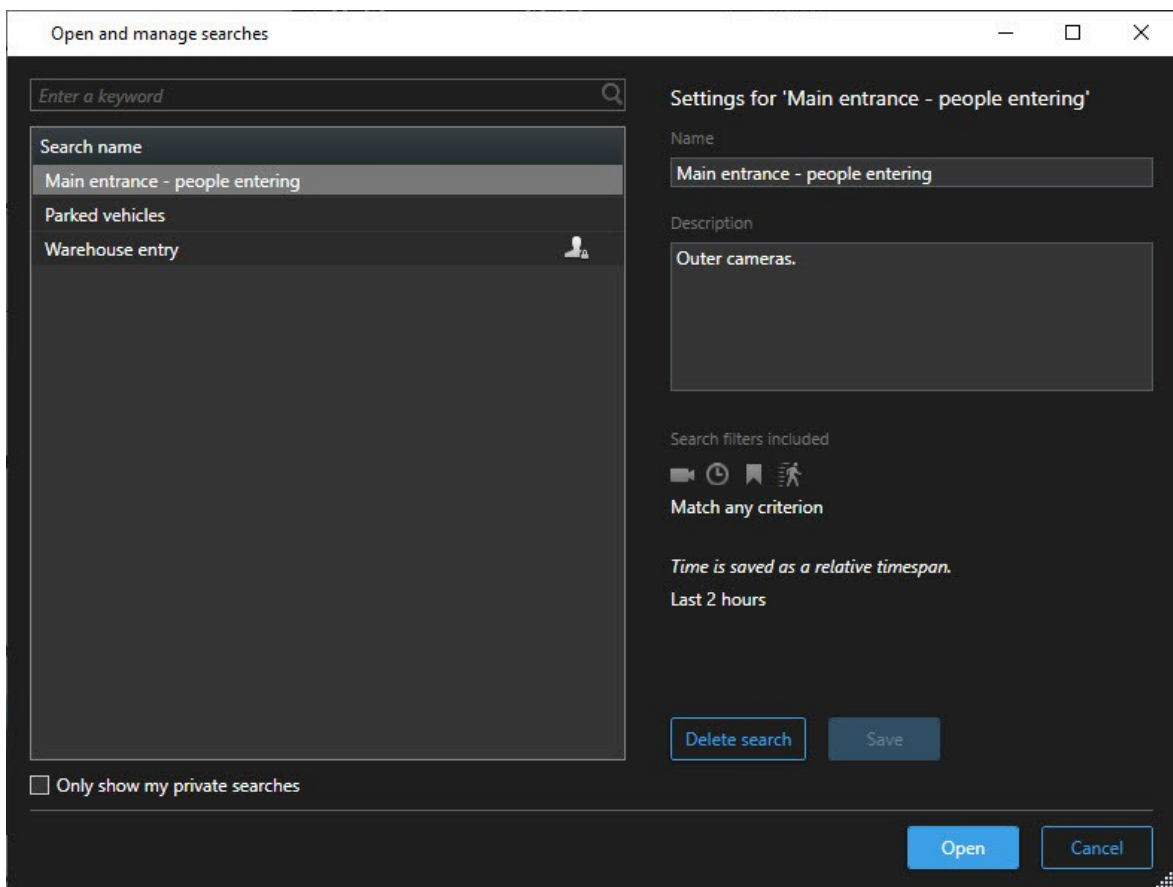 Open and manage searches
Enter a keyword
Search name
Main entrance - people entering
Parked vehicles
Warehouse entry
Only show my private searches
Settings for 'Main entrance - people entering'
Name
Main entrance - people entering
Description
Outer cameras.
Search filters included
Match any criterion
Time is saved as a relative timespan.
Last 2 hours
Delete search
Save
Open
Cancel